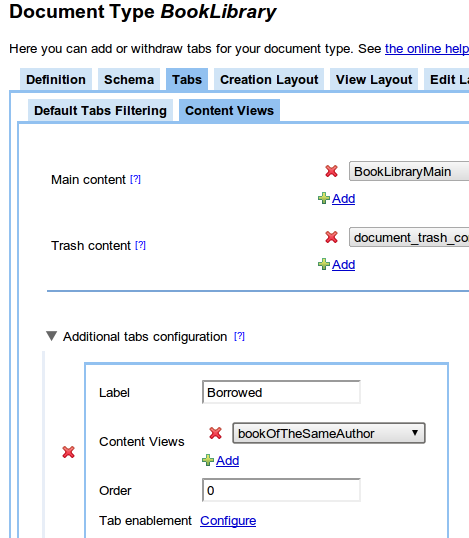 Document Type BookLibrary
Here you can add or withdraw tabs for your document type. See the online help
Definition Schema Tabs Creation Layout View Layout Edit
Default Tabs Filtering Content Views
Main content [?] BookLibraryMain
Add
Trash content [?] document_trash_co
Add
Additional tabs configuration [?]
Label Borrowed
Content Views bookOfTheSameAuthor
Add
Order 0
Tab enablement Configure